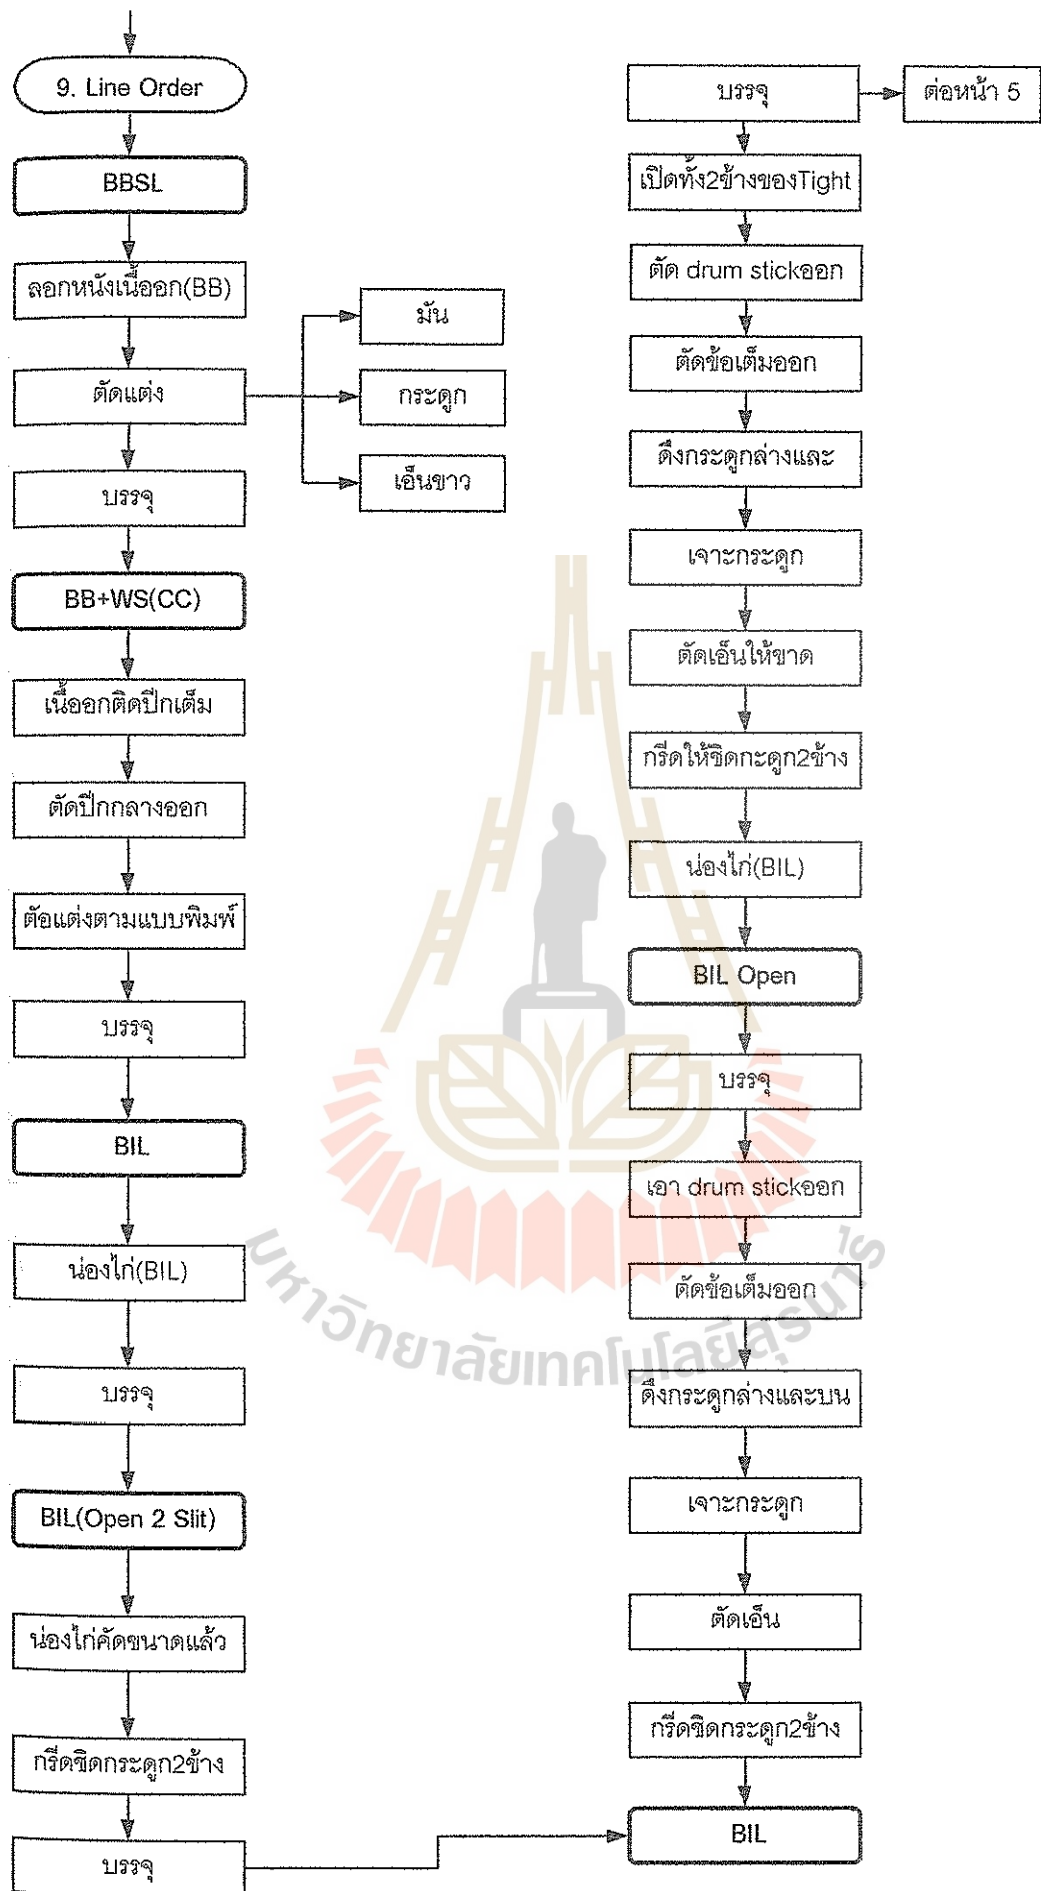 9. Line Order
BBSL
ลอกหนังเนื้ออก(BB)
ตัดแต่ง
มัน
กระดูก
เอ็นขาว
บรรจุ
BB+WS(CC)
เนื้ออกติดปีกเต็ม
ตัดปีกกลางออก
ตัอแต่งตามแบบพิมพ์
บรรจุ
BIL
น่องไก่(BIL)
บรรจุ
BIL(Open 2 Slit)
น่องไก่คัดขนาดแล้ว
กรีดชิดกระดูก2ข้าง
บรรจุ
บรรจุ
ต่อหน้า 5
เปิดทั้ง2ข้างของTight
ตัด drum stickออก
ตัดข้อเต็มออก
ดึงกระดูกล่างและ
เจาะกระดูก
ตัดเอ็นให้ขาด
กรีดให้ชิดกะดูก2ข้าง
น่องไก่(BIL)
BIL Open
บรรจุ
เอา drum stickออก
ตัดข้อเต็มออก
ดึงกระดูกล่างและบน
เจาะกระดูก
ตัดเอ็น
กรีดชิดกระดูก2ข้าง
BIL
มหาวิทยาลัยเทคโนโลยีสุรนารี